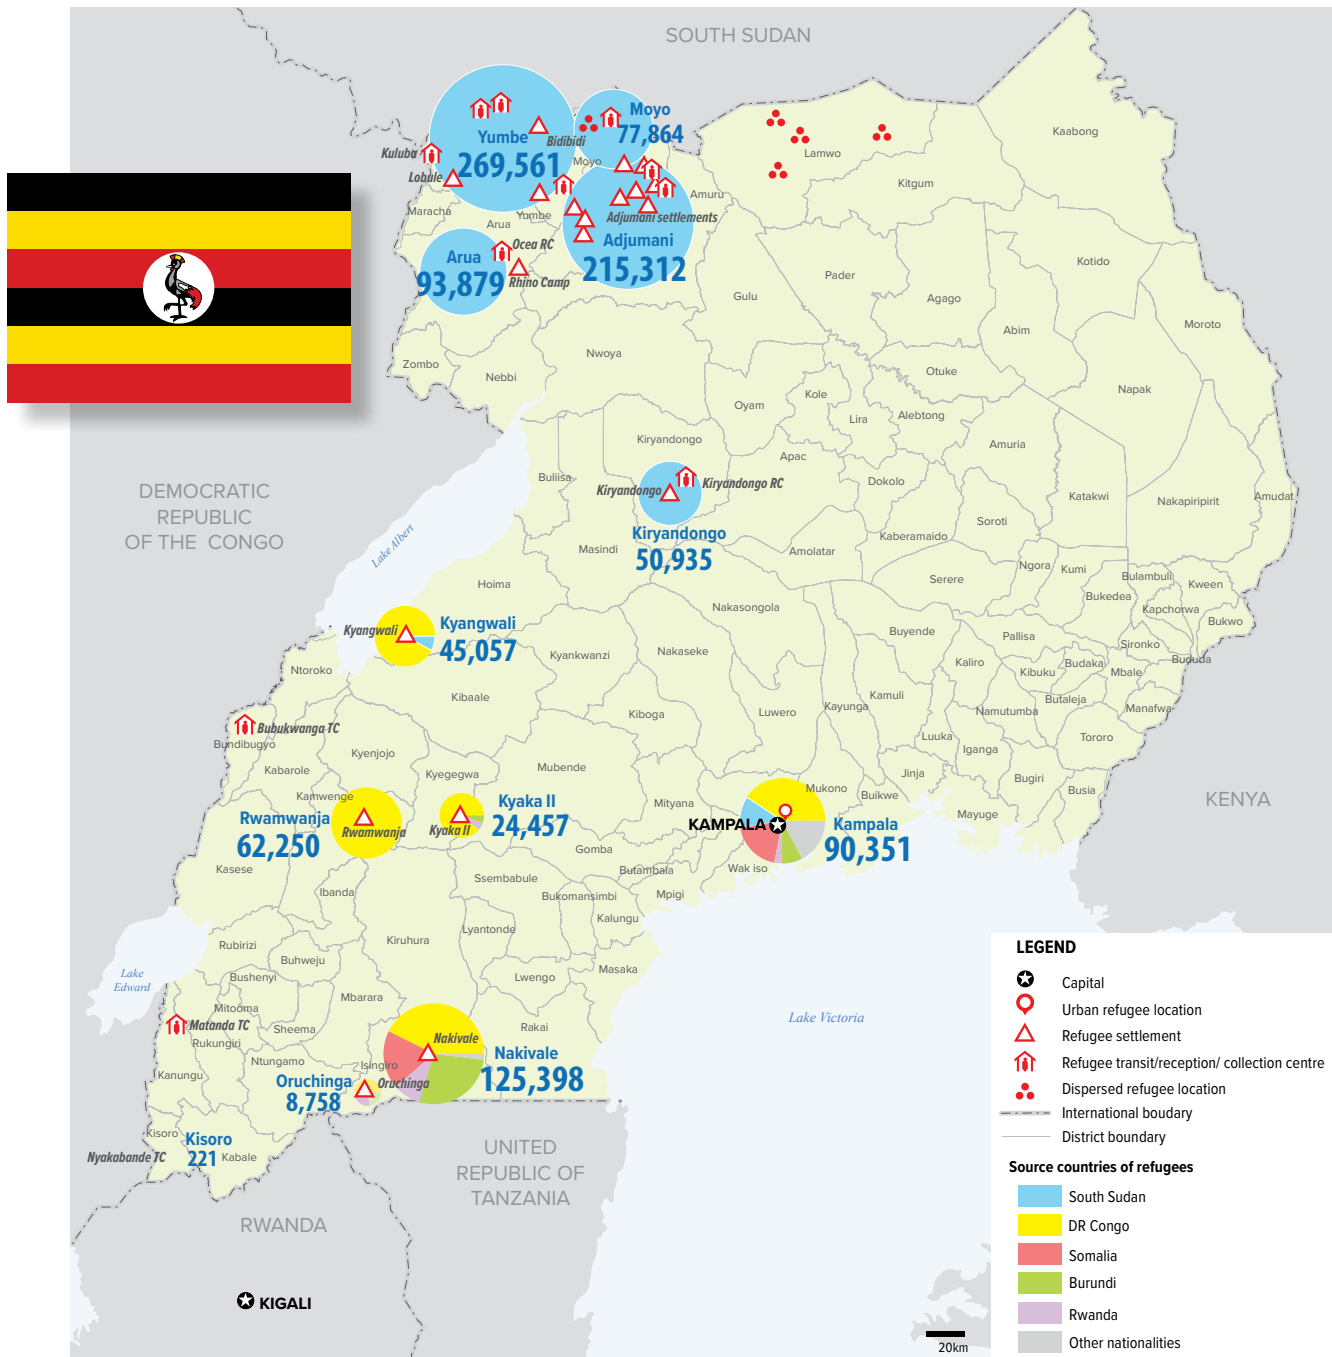 SOUTH SUDAN
Moyo
77,864
Yumbe
269,561
Bidibidi
Kuluba
Lobule
Moyo
Maracha
Yumbe
Arua
Adjumani settlements
Adjumani
215,312
Amuru
Lamwo
Kitgum
Kaabong
Arua
93,879
Ocea RC
Rhino Camp
Kotido
Pader
Agago
Gulu
Abim
Moroto
Zombo
Nebbi
Nwoya
Otuke
Napak
Oyam
Kole
Lira
Alebtong
Kiryandongo
Amuria
Apac
DEMOCRATIC
REPUBLIC
OF THE CONGO
Buliisa
Kiryandongo
Kiryandongo RC
Dokolo
Katakwi
Nakapiripirit
Amudat
Kiryandongo
50,935
Soroti
Kaberamaido
Lake Albert
Masindi
Amolatar
Hoima
Serere
Ngora
Kumi
Bulambuli
Kween
Bukedea
Kapchorwa
Bukwo
Nakasongola
Kyangwali
Kyangwali
45,057
Buyende
Pallisa
Sironko
Kyankwanzi
Nakaseke
Kaliro
Kibuku
Budaka
Mbale
Bududa
Ntoroko
Kibaale
Kamuli
Butaleja
Manafwa
Kiboga
Luwero
Kayunga
Namutumba
Bubukwanga TC
Bundibugyo
Luuka
Iganga
Tororo
Kyenjojo
Kabarole
Kyegegwa
Mubende
Jinja
Bugiri
Busia
Kamwenge
Mityana
Mukono
Buikwe
Mayuge
KENYA
Rwamwanja
62,250
Rwamwanja
Kyaka II
Kyaka II
24,457
KAMPALA
Kampala
90,351
Kasese
Gomba
Butambala
Wak iso
Mpigi
Ssembabule
Ibanda
Bukomansimbi
Kalungu
Lyantonde
Kiruhura
Rubirizi
Buhweju
Masaka
Lake
Edward
Bushenyi
Lwengo
Mbarara
Mitooma
Matanda TC
Sheema
Rukungiri
Rakai
Lake Victoria
Nakivale
Nakivale
125,398
Ntungamo
Isingiro
Kanungu
Oruchinga
8,758
Oruchinga
Kisoro
Kisoro
221
Kabale
Nyakabande TC
UNITED
REPUBLIC OF
TANZANIA
RWANDA
KIGALI
20km
LEGEND
Capital
Urban refugee location
Refugee settlement
Refugee transit/reception/ collection centre
Dispersed refugee location
International boudary
District boundary
Source countries of refugees
South Sudan
DR Congo
Somalia
Burundi
Rwanda
Other nationalities